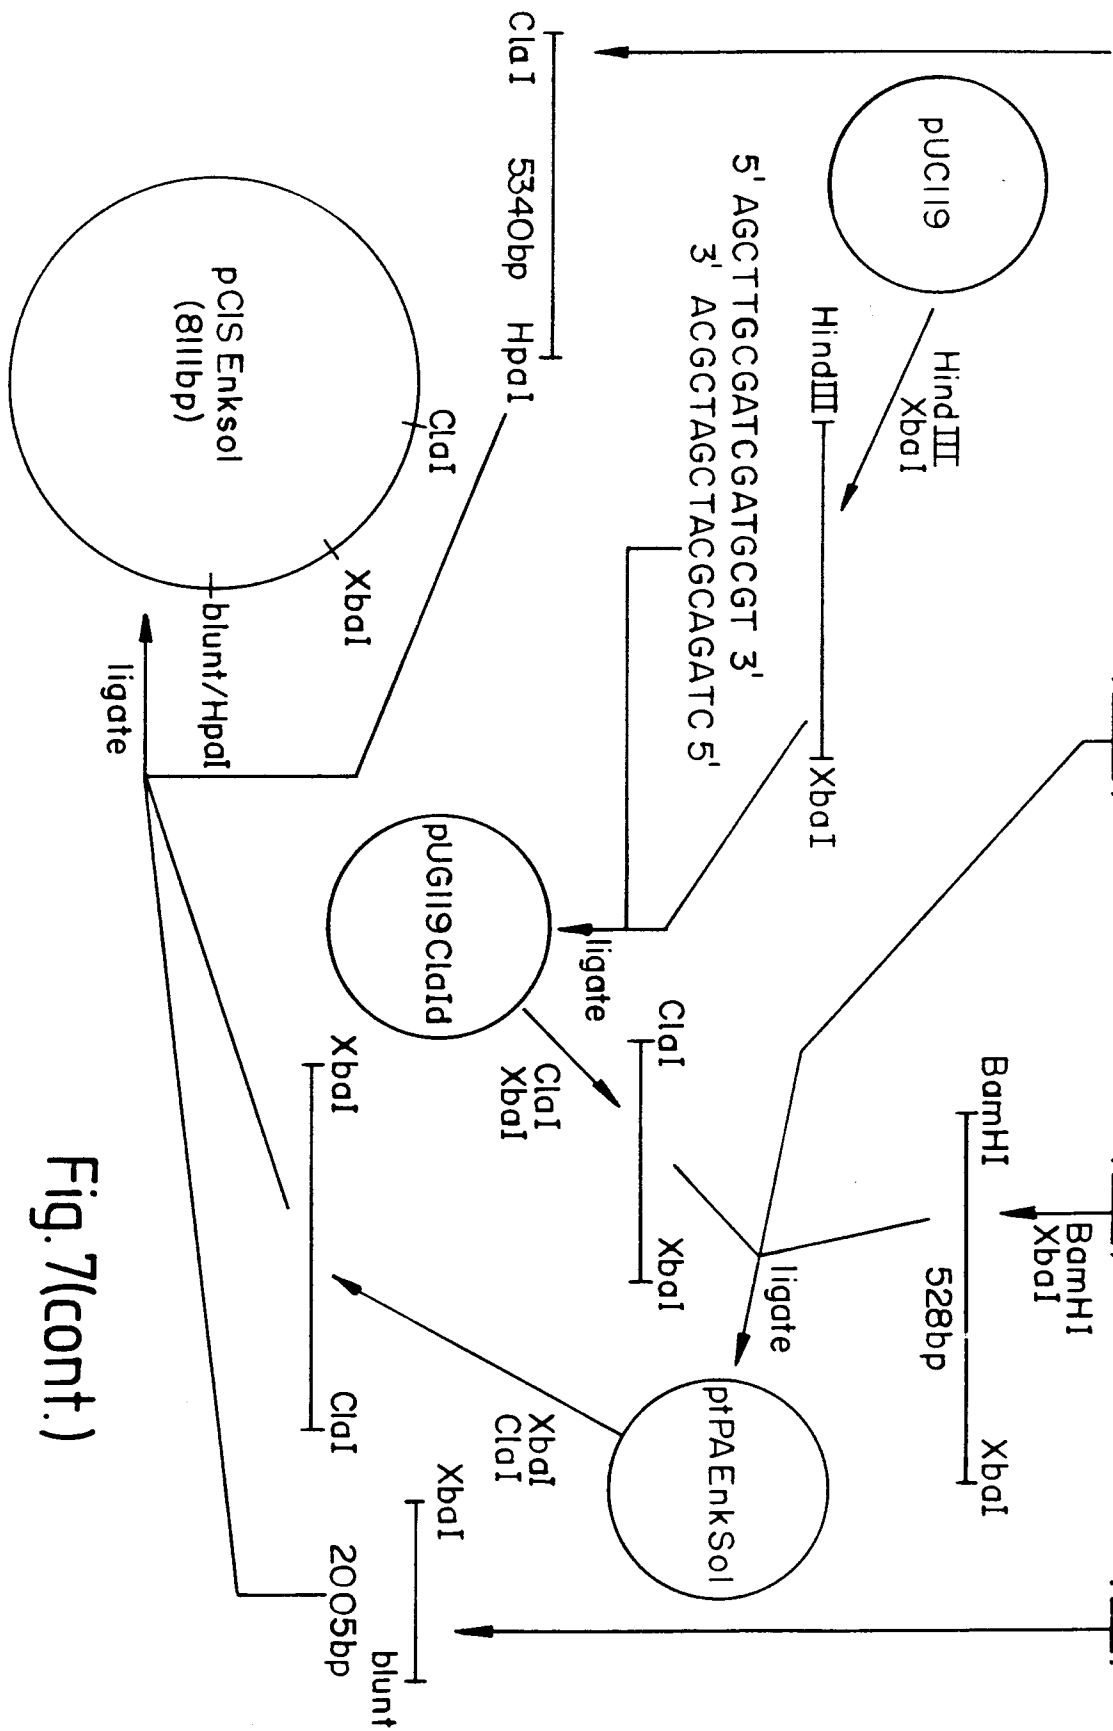 pUC119
HindIII
XbaI
HindIII
XbaI
5' AGCTTGCGATCGATGCGT 3'
3' ACGCTAGCTACGCAGATC 5'
BamHI
XbaI
BamHI
XbaI
528bp
ligate
ClaI
XbaI
ligate
pUG119ClaId
ClaI
XbaI
ptPAEnkSol
XbaI
ClaI
ClaI
5340bp
HpaI
XbaI
blunt
2005bp
XbaI
ClaI
pCISEnksol
(8111bp)
ClaI
XbaI
blunt/HpaI
ligate
Fig.7(cont.)